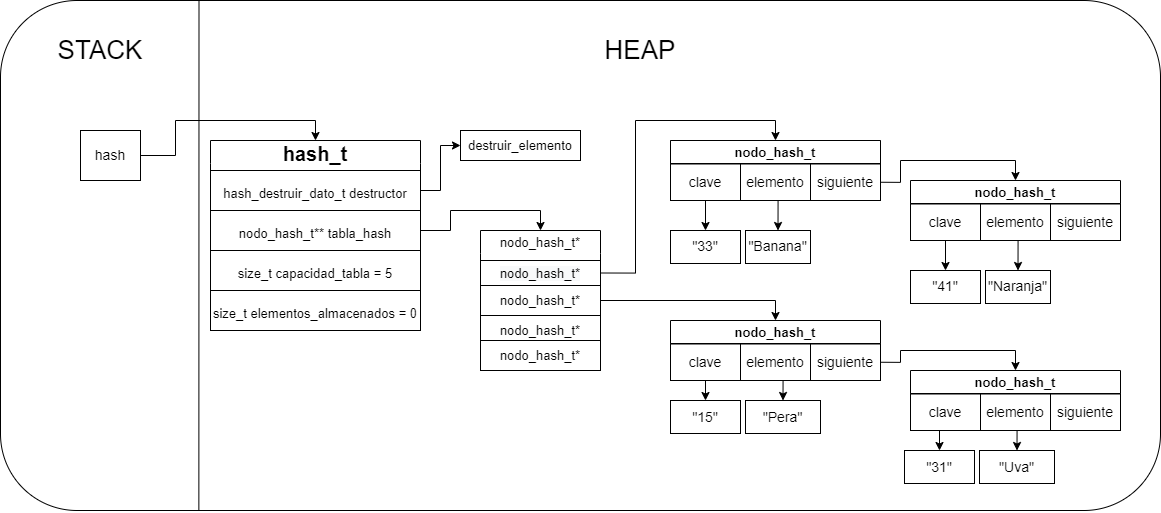 STACK
HEAP
hash
hash_t
hash_destruir_dato_t destructor
nodo_hash_t** tabla_hash
size_t capacidad_tabla = 5
size_t elementos_almacenados = 0
destruir_elemento
nodo_hash_t*
nodo_hash_t*
nodo_hash_t*
nodo_hash_t*
nodo_hash_t*
nodo_hash_t
clave elemento siguiente
"33" "Banana"
nodo_hash_t
clave elemento siguiente
"41" "Naranja"
nodo_hash_t
clave elemento siguiente
"15" "Pera"
nodo_hash_t
clave elemento siguiente
"31" "Uva"